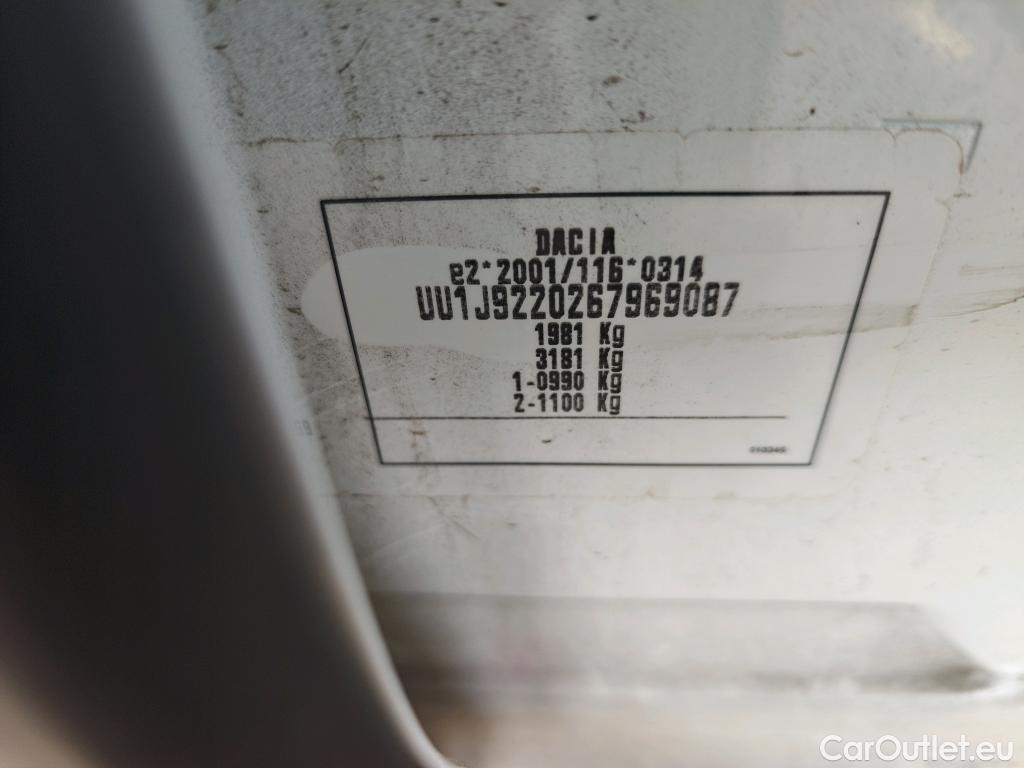 DACIA
e2*2001/116*0314
UU1J9220267969087
1981 Kg
3181 Kg
1-0990 Kg
2-1100 Kg
CarOutlet.eu